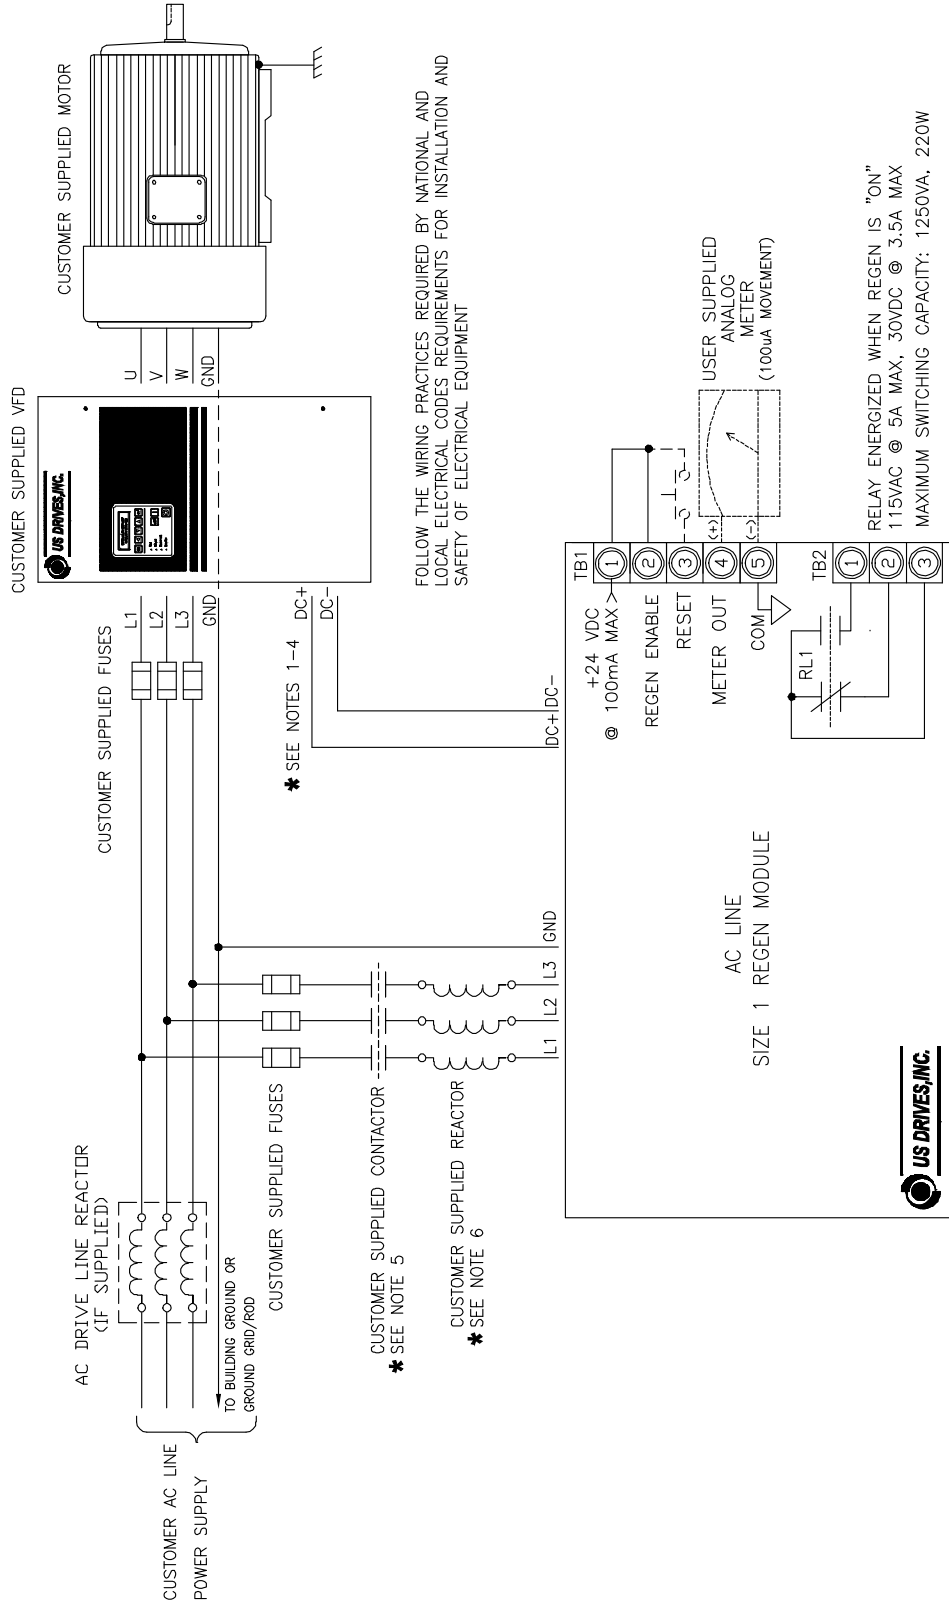 CUSTOMER AC LINE
POWER SUPPLY
AC DRIVE LINE REACTOR
(IF SUPPLIED)
TO BUILDING GROUND OR
GROUND GRID/ROD
CUSTOMER SUPPLIED FUSES
L1
L2
L3
GND
CUSTOMER SUPPLIED VFD
US DRIVES,INC.
U
V
W
GND
CUSTOMER SUPPLIED MOTOR
DC+
DC-
* SEE NOTES 1-4
FOLLOW THE WIRING PRACTICES REQUIRED BY NATIONAL AND
LOCAL ELECTRICAL CODES REQUIREMENTS FOR INSTALLATION AND
SAFETY OF ELECTRICAL EQUIPMENT
CUSTOMER SUPPLIED FUSES
CUSTOMER SUPPLIED CONTACTOR
* SEE NOTE 5
CUSTOMER SUPPLIED REACTOR
* SEE NOTE 6
L1
L2
L3
GND
DC+
DC-
AC LINE
SIZE 1 REGEN MODULE
US DRIVES,INC.
TB1
+24 VDC
@ 100mA MAX >
1
REGEN ENABLE
2
RESET
3
METER OUT
4
(+)
COM
5
(-)
USER SUPPLIED
ANALOG
METER
(100uA MOVEMENT)
TB2
RL1
1
2
3
RELAY ENERGIZED WHEN REGEN IS "ON"
115VAC @ 5A MAX, 30VDC @ 3.5A MAX
MAXIMUM SWITCHING CAPACITY: 1250VA, 220W